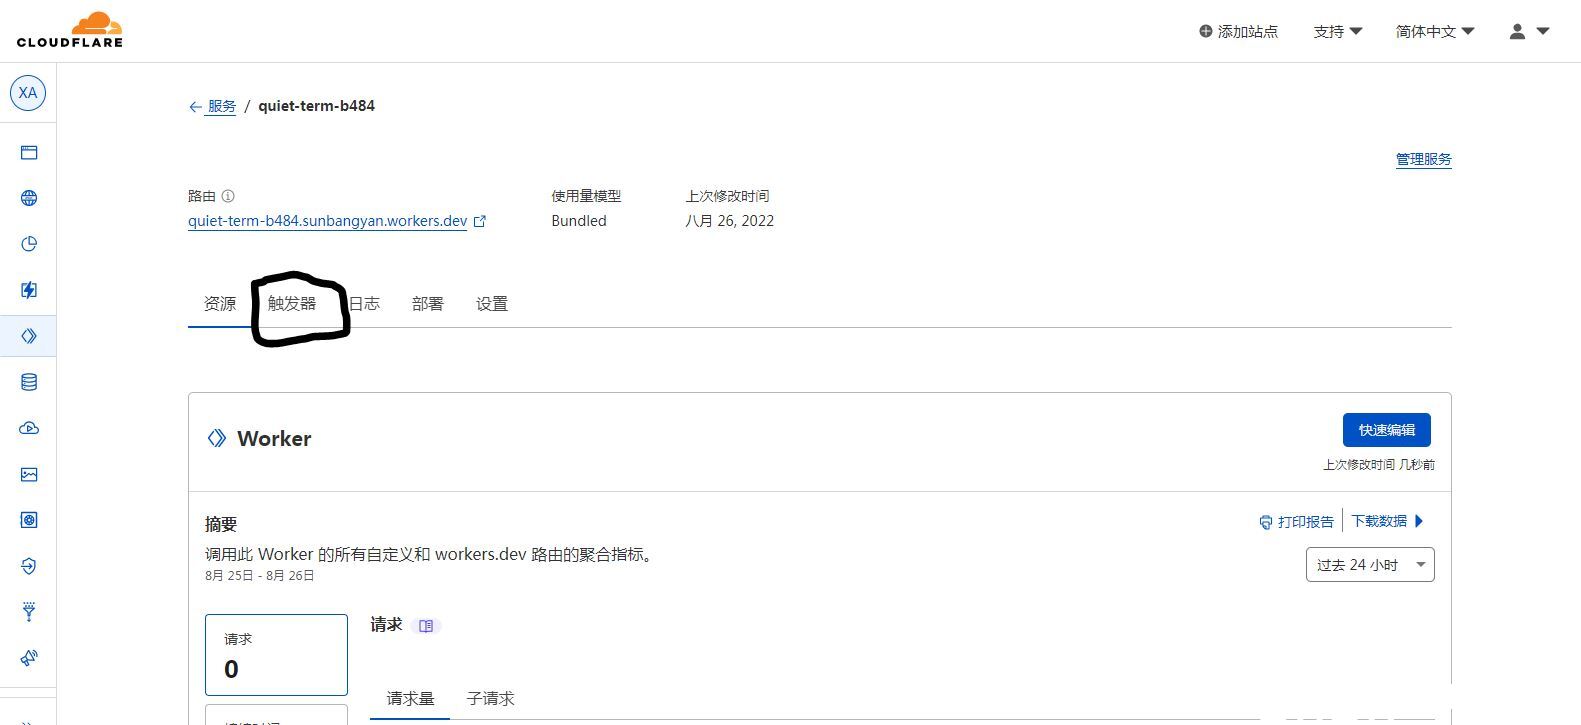 CLOUDFLARE
添加站点 支持 简体中文
XA
服务 / quiet-term-b484
管理服务
路由 使用量模型 上次修改时间
quiet-term-b484.sunbangyan.workers.dev Bundled 八月 26, 2022
资源 触发器 日志 部署 设置
Worker 快速编辑
上次修改时间 几秒前
摘要 打印报告 下载数据
调用此 Worker 的所有自定义和 workers.dev 路由的聚合指标。
8月 25日 - 8月 26日 过去 24 小时
请求
请求
0
请求量 子请求